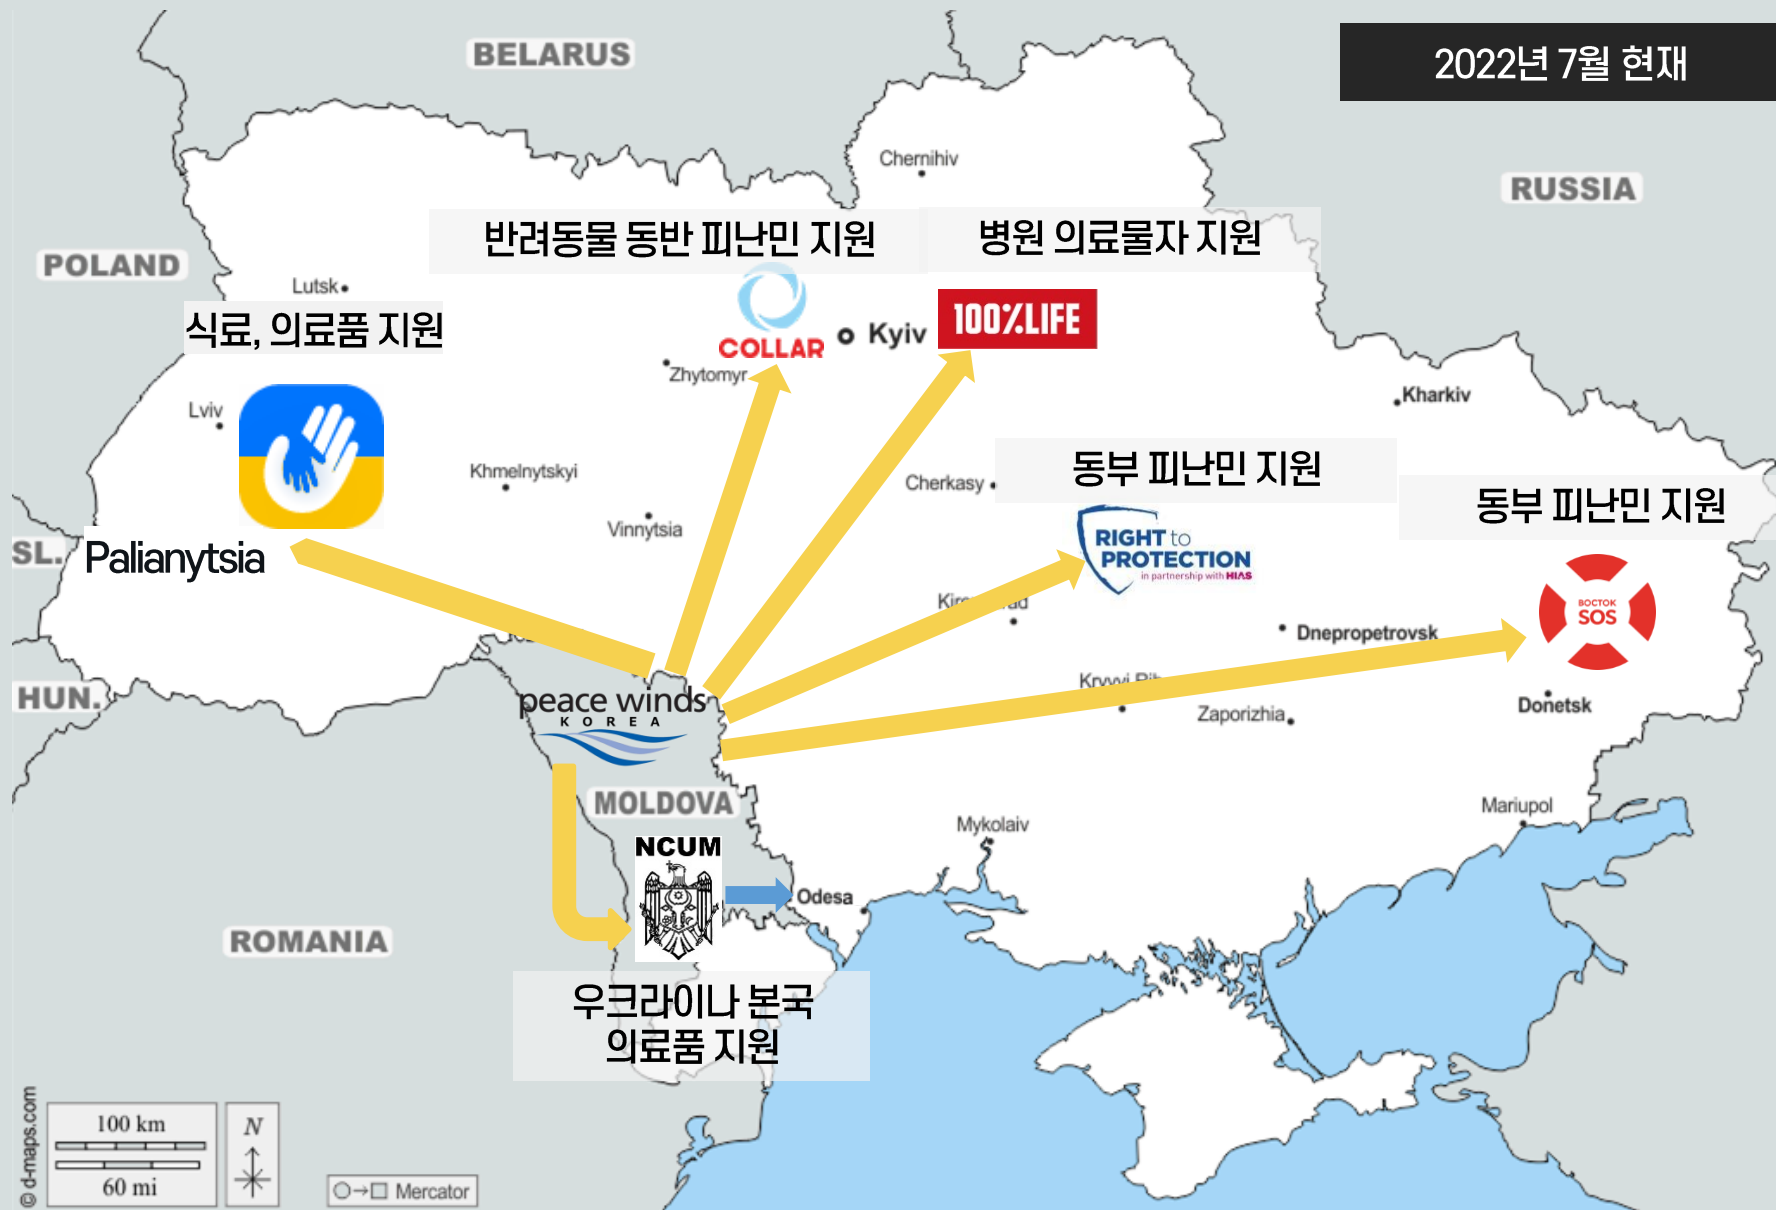 BELARUS
2022년 7월 현재
Chernihiv
RUSSIA
POLAND
반려동물 동반 피난민 지원
병원 의료물자 지원
Lutsk
식료, 의료품 지원
COLLAR
Kyiv
100%LIFE
Zhytomyr
Lviv
Kharkiv
Khmelnytskyi
Cherkasy
동부 피난민 지원
동부 피난민 지원
Vinnytsia
SL.
Palianytsia
RIGHT to
PROTECTION
in partnership with HIAS
ВОСТОК
SOS
Dnepropetrovsk
HUN.
peace winds
KOREA
Zaporizhia
Donetsk
MOLDOVA
Mariupol
Mykolaiv
NCUM
Odesa
ROMANIA
우크라이나 본국
의료품 지원
© d-maps.com
100 km
60 mi
N
Mercator